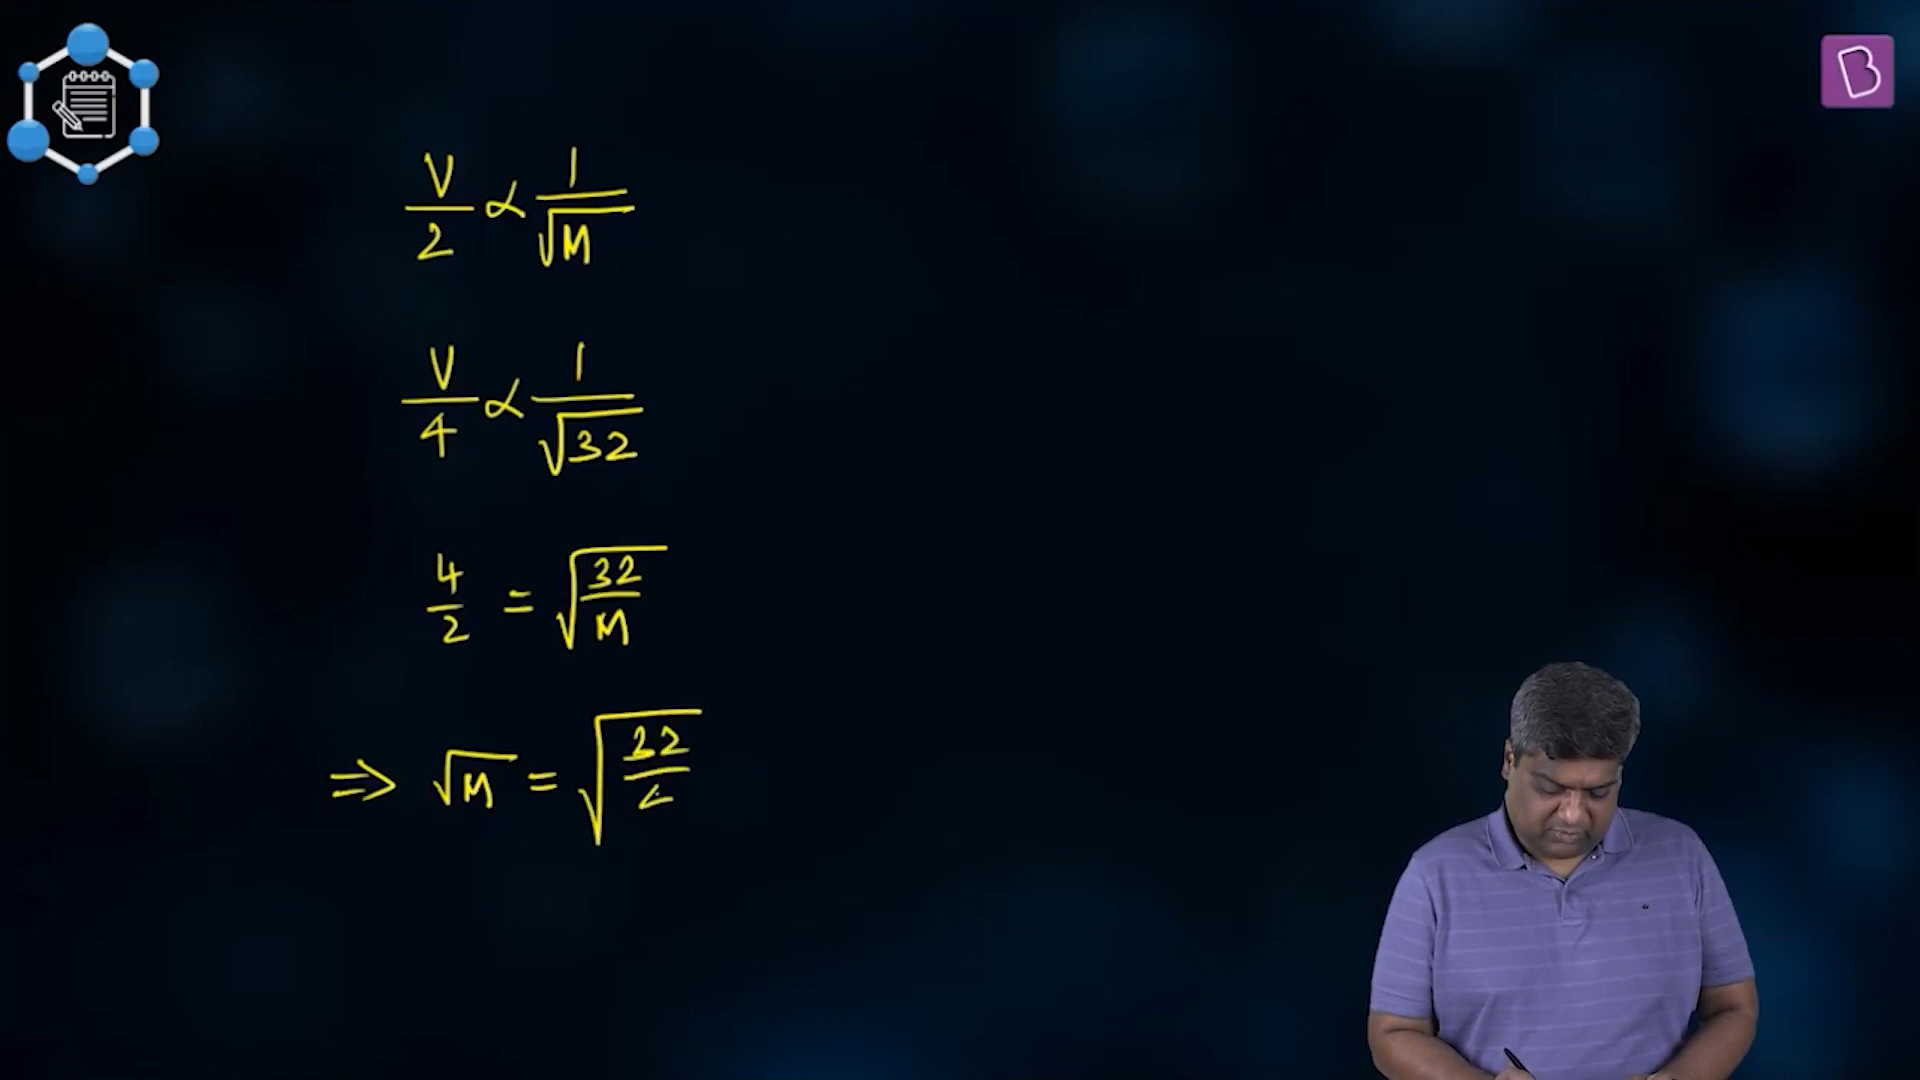 V/2 ∝ 1/√M
V/4 ∝ 1/√32
4/2 = √(32/M)
⇒ √M = √(32/4)
B